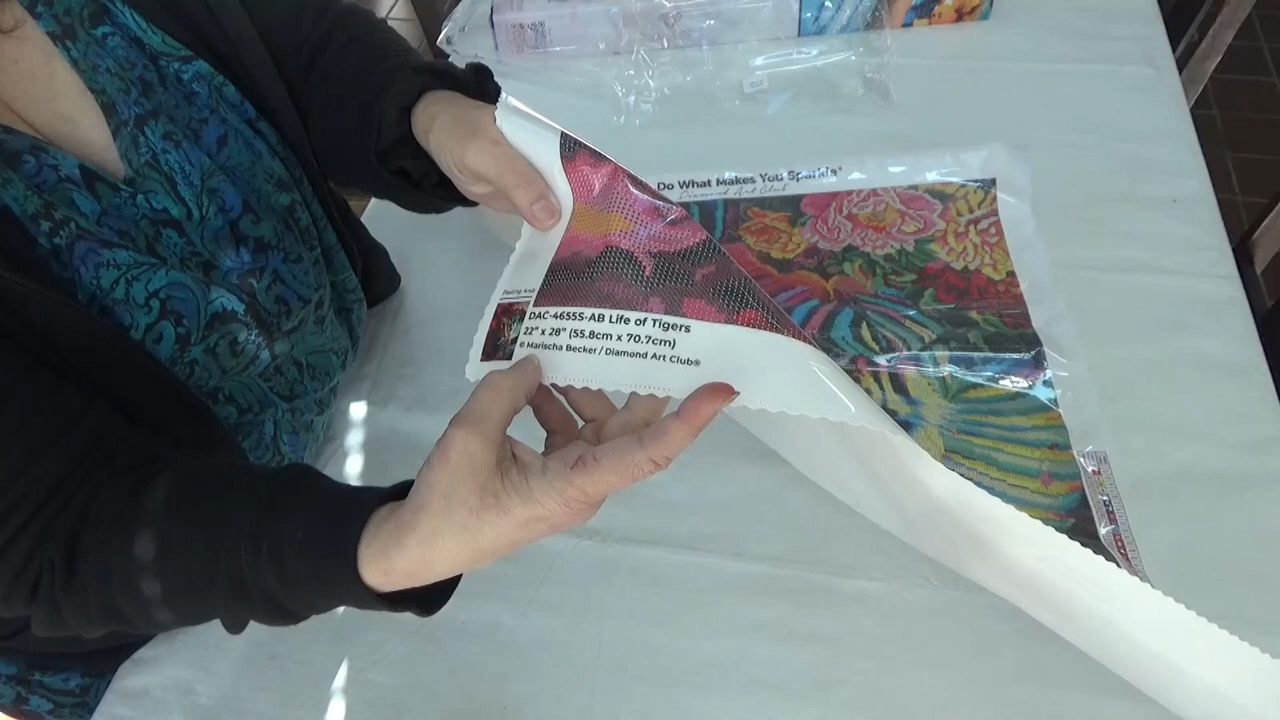 Do What Makes You Sparkle®
Diamond Art Club
Peeling Area
DAC-46555-AB Life of Tigers
22" x 28" (55.8cm x 70.7cm)
© Marischa Becker / Diamond Art Club®